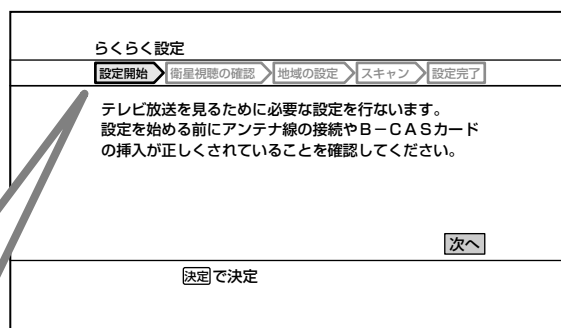 らくらく設定
設定開始 衛星視聴の確認 地域の設定 スキャン 設定完了
テレビ放送を見るために必要な設定を行ないます。
設定を始める前にアンテナ線の接続やB－CASカード
の挿入が正しくされていることを確認してください。
次へ
決定で決定